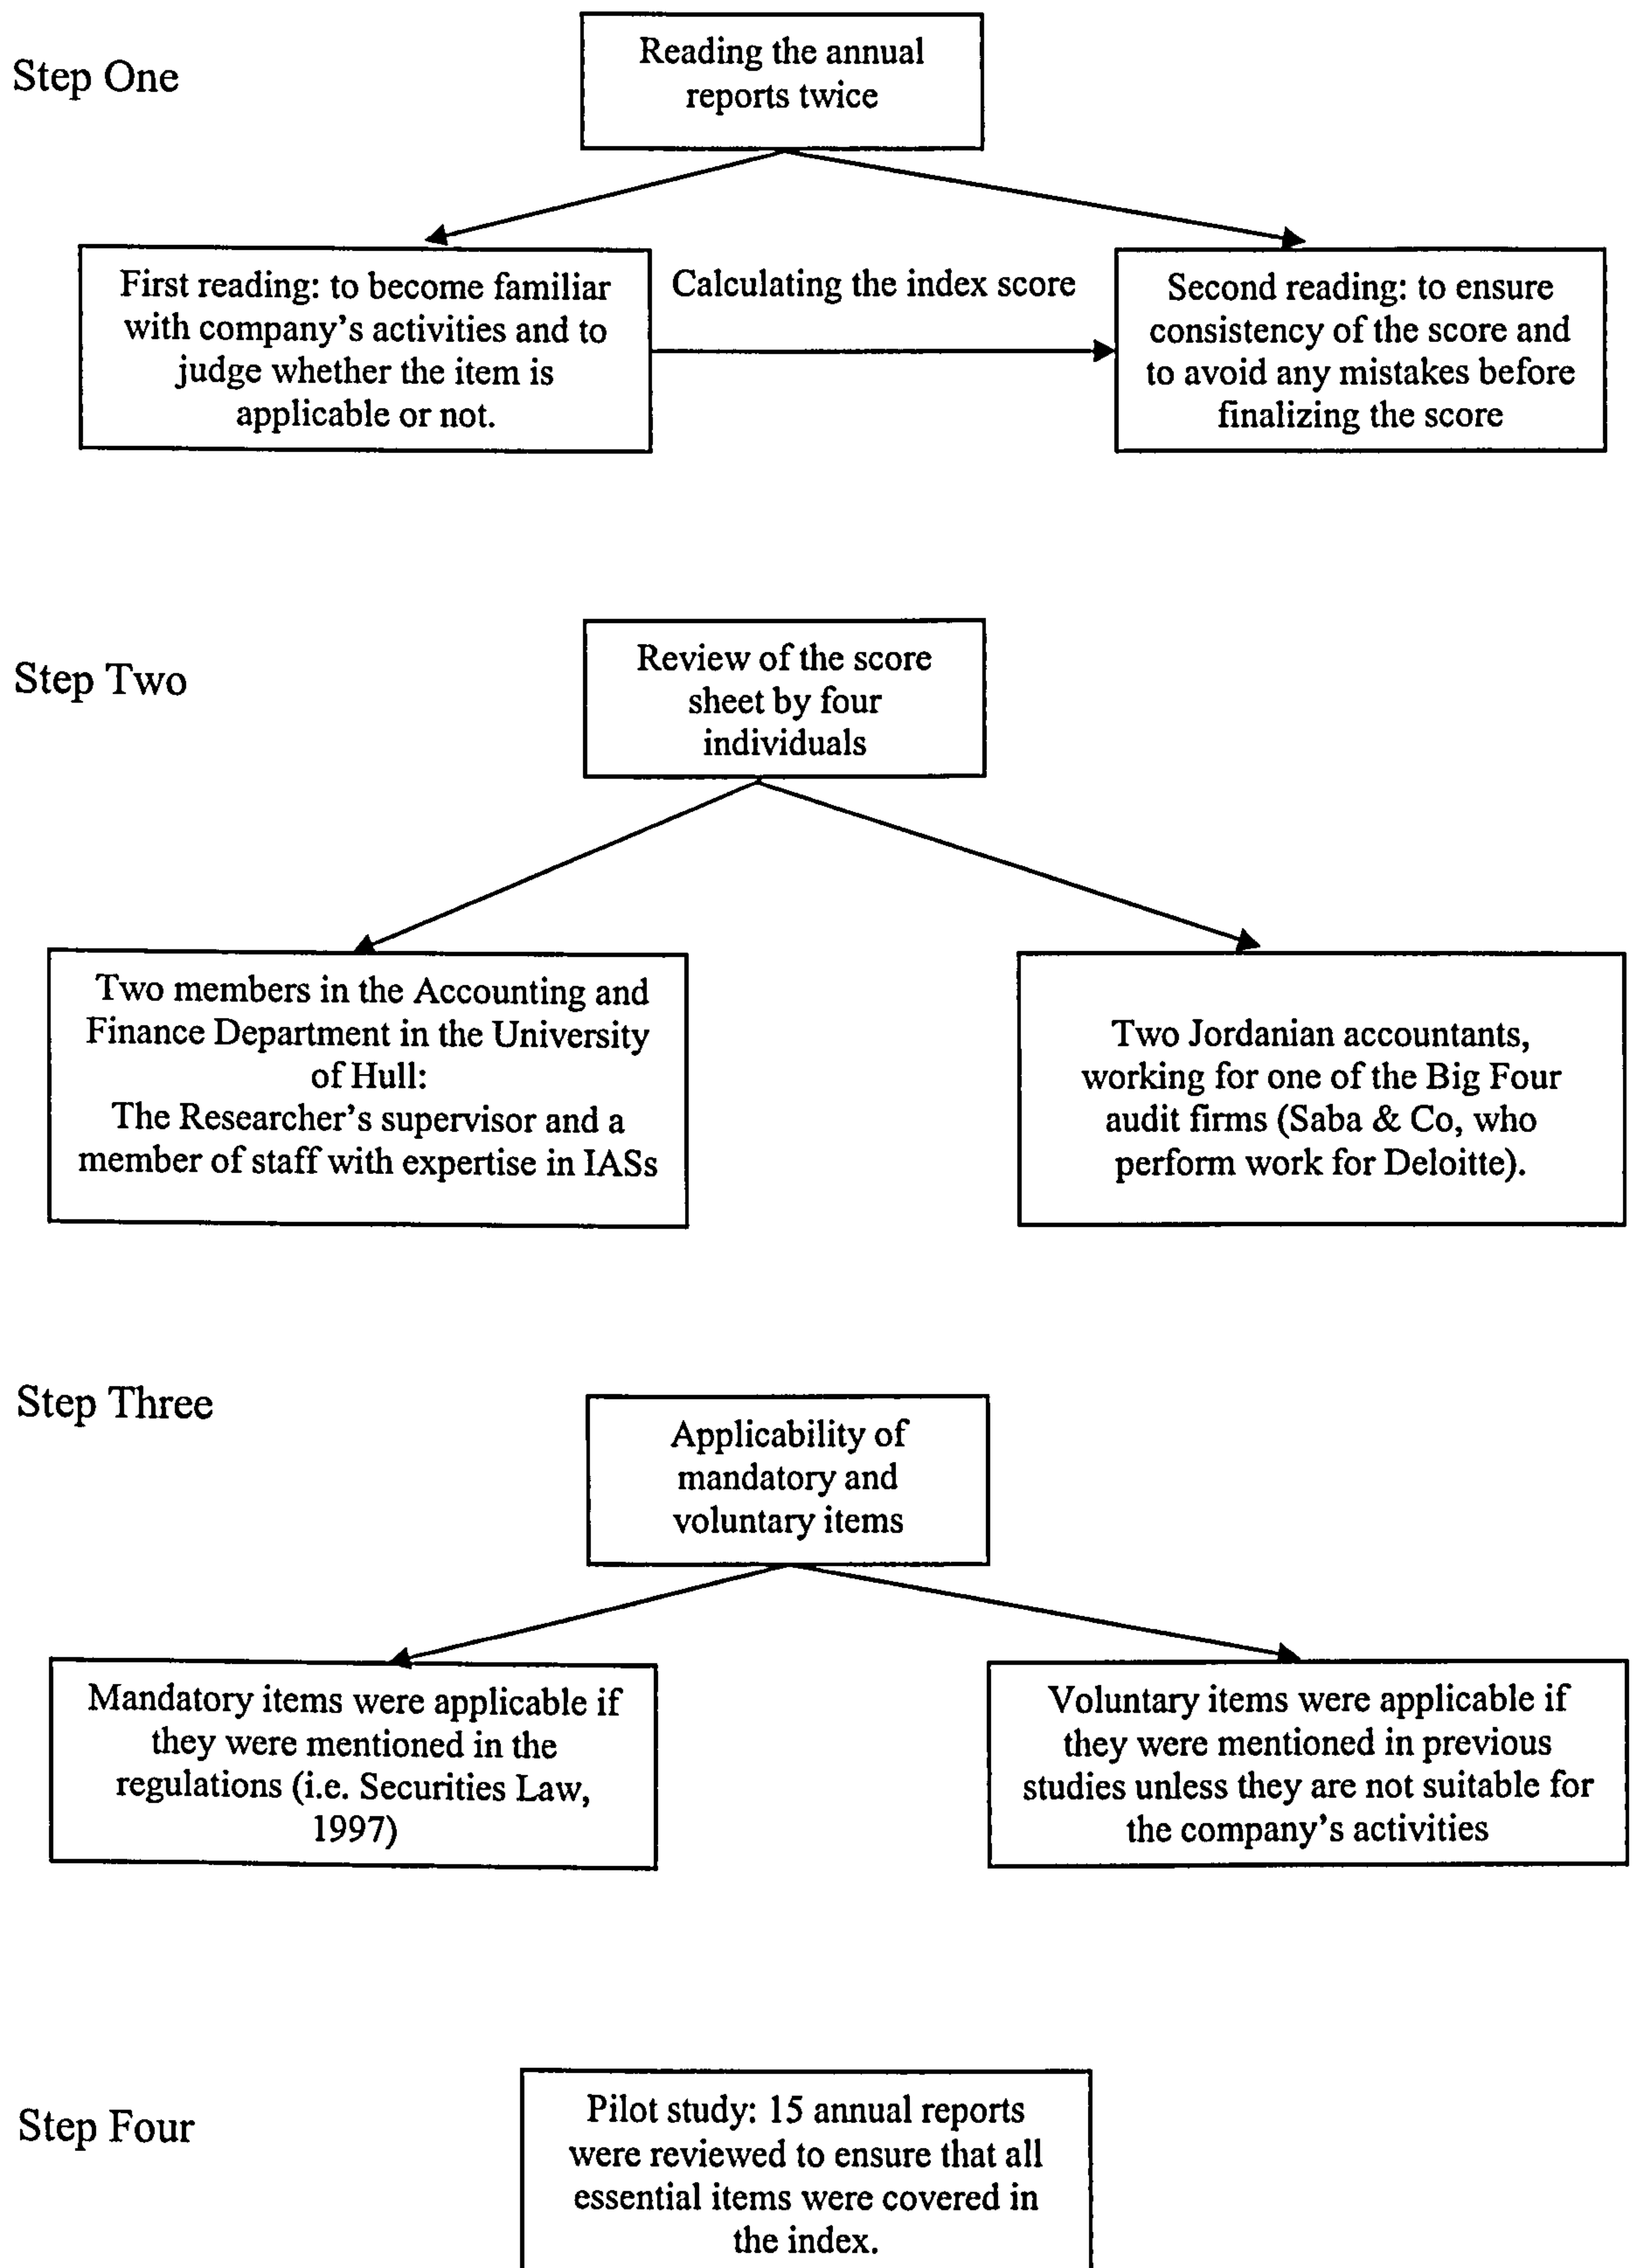 Step One
Reading the annual
reports twice
First reading: to become familiar
with company's activities and to
judge whether the item is
applicable or not.
Calculating the index score
Second reading: to ensure
consistency of the score and
to avoid any mistakes before
finalizing the score
Step Two
Review of the score
sheet by four
individuals
Two members in the Accounting and
Finance Department in the University
of Hull:
The Researcher's supervisor and a
member of staff with expertise in IASs
Two Jordanian accountants,
working for one of the Big Four
audit firms (Saba & Co, who
perform work for Deloitte).
Step Three
Applicability of
mandatory and
voluntary items
Mandatory items were applicable if
they were mentioned in the
regulations (i.e. Securities Law,
1997)
Voluntary items were applicable if
they were mentioned in previous
studies unless they are not suitable for
the company's activities
Step Four
Pilot study: 15 annual reports
were reviewed to ensure that all
essential items were covered in
the index.